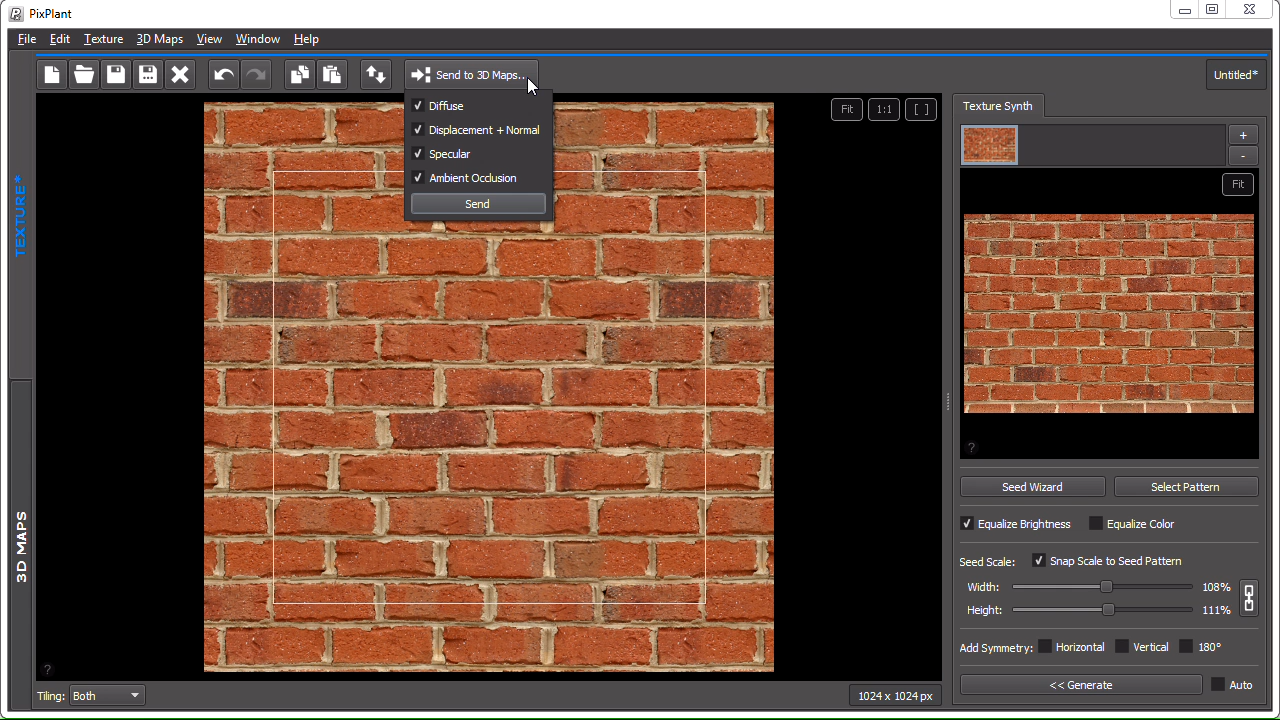 PixPlant
File Edit Texture 3D Maps View Window Help
Send to 3D Maps... Untitled*
Diffuse
Displacement + Normal
Specular
Ambient Occlusion
Send
Fit 1:1 [ ]
TEXTURE*
3D MAPS
Texture Synth
+
-
Fit
?
Seed Wizard Select Pattern
Equalize Brightness Equalize Color
Seed Scale: Snap Scale to Seed Pattern
Width: 108%
Height: 111%
Add Symmetry: Horizontal Vertical 180°
<< Generate Auto
?
Tiling: Both 1024 x 1024 px